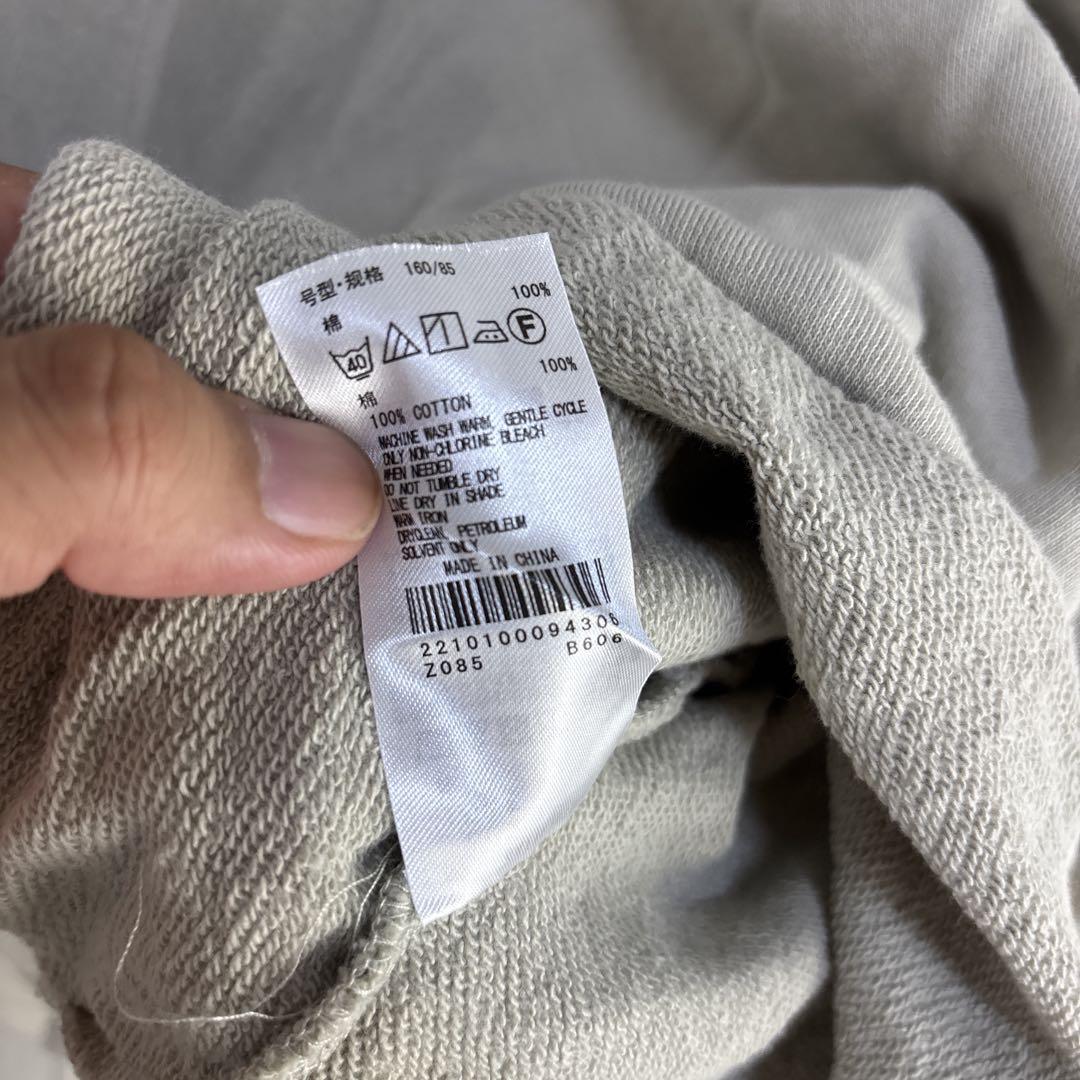 号型·规格 160/85
棉 100%
40 F
棉 100%
100% COTTON
MACHINE WASH WARM, GENTLE CYCLE
ONLY NON-CHLORINE BLEACH
WHEN NEEDED
DO NOT TUMBLE DRY
LINE DRY IN SHADE
WARM IRON
DRYCLEAN, PETROLEUM
SOLVENT ONLY
MADE IN CHINA
2210100094306
Z085 B606